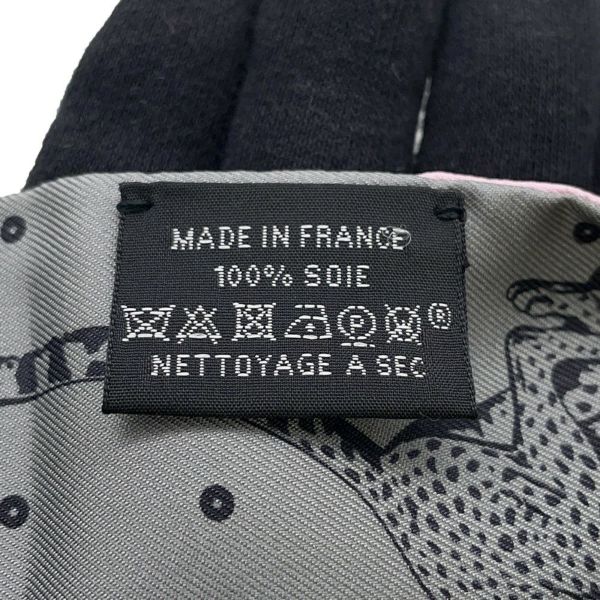 MADE IN FRANCE
100% SOIE
P W ®
NETTOYAGE A SEC